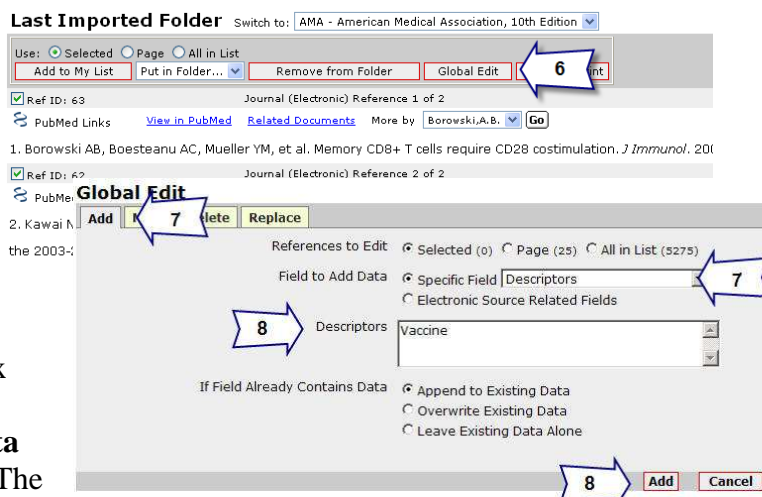 Last Imported Folder Switch to: AMA - American Medical Association, 10th Edition
Use: Selected Page All in List
Add to My List Put in Folder... Remove from Folder Global Edit 6
Ref ID: 63 Journal (Electronic) Reference 1 of 2
PubMed Links View in PubMed Related Documents More by Borowski,A.B. Go
1. Borowski AB, Boesteanu AC, Mueller YM, et al. Memory CD8+ T cells require CD28 costimulation. J Immunol.
Ref ID: 62 Journal (Electronic) Reference 2 of 2
2. Kawai
the 2003-
Global Edit
Add 7 Replace
References to Edit Selected (0) Page (25) All in List (5275)
Field to Add Data Specific Field Descriptors 7
Electronic Source Related Fields
8 Descriptors Vaccine
If Field Already Contains Data Append to Existing Data
Overwrite Existing Data
Leave Existing Data Alone
The
8 Add Cancel